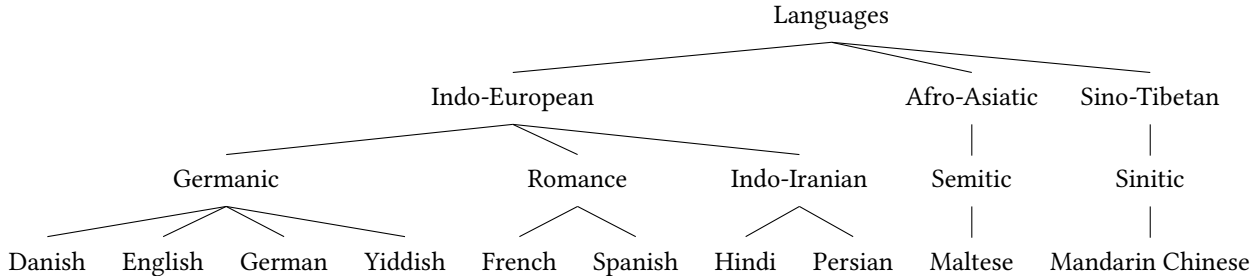 Languages
Indo-European Afro-Asiatic Sino-Tibetan
Germanic Romance Indo-Iranian Semitic Sinitic
Danish English German Yiddish French Spanish Hindi Persian Maltese Mandarin Chinese